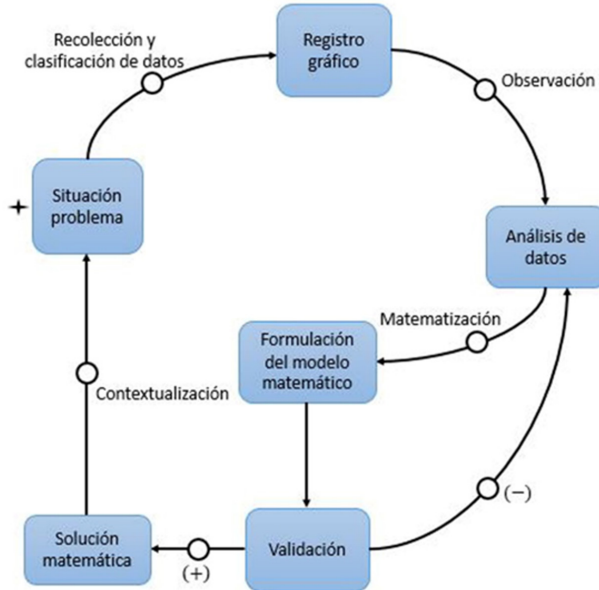 Recolección y
clasificación de datos
Registro
gráfico
Observación
Situación
problema
Análisis de
datos
Matematización
Formulación
del modelo
matemático
Contextualización
(−)
Solución
matemática
(+)
Validación